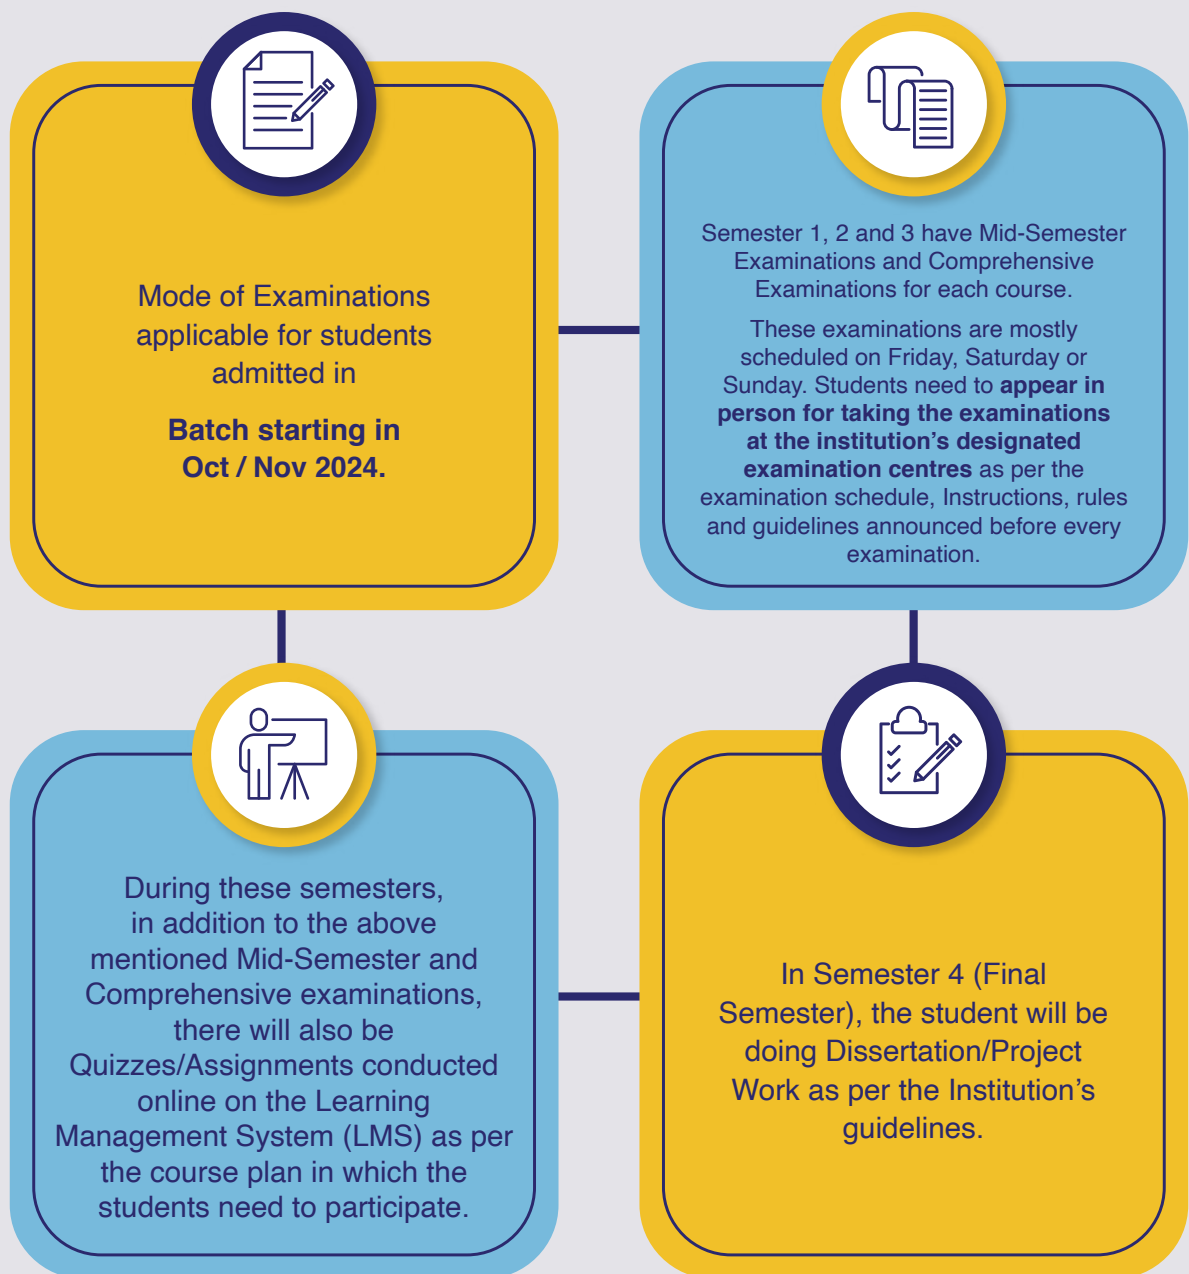 Mode of Examinations
applicable for students
admitted in
Batch starting in
Oct / Nov 2024.
Semester 1, 2 and 3 have Mid-Semester
Examinations and Comprehensive
Examinations for each course.
These examinations are mostly
scheduled on Friday, Saturday or
Sunday. Students need to appear in
person for taking the examinations
at the institution’s designated
examination centres as per the
examination schedule, Instructions, rules
and guidelines announced before every
examination.
During these semesters,
in addition to the above
mentioned Mid-Semester and
Comprehensive examinations,
there will also be
Quizzes/Assignments conducted
online on the Learning
Management System (LMS) as per
the course plan in which the
students need to participate.
In Semester 4 (Final
Semester), the student will be
doing Dissertation/Project
Work as per the Institution’s
guidelines.